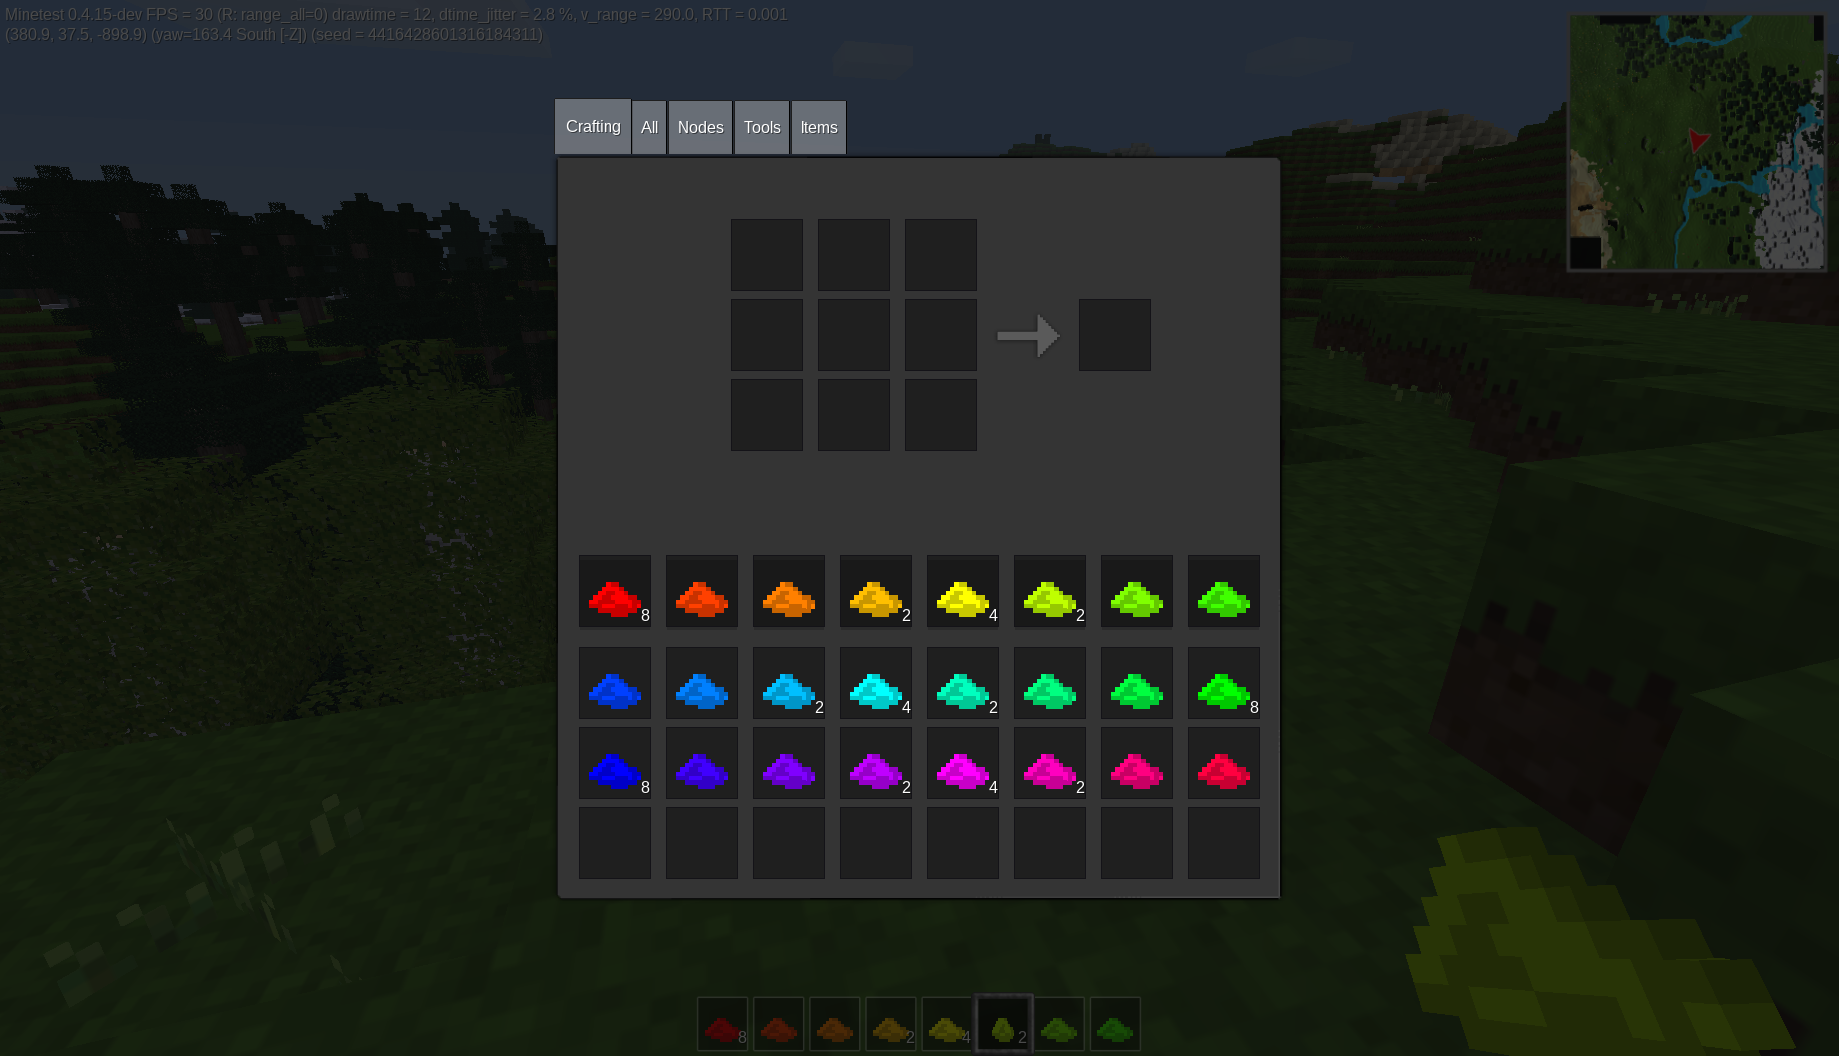 Minetest 0.4.15-dev FPS = 30 (R: range_all=0) drawtime = 12, dtime_jitter = 2.8 %, v_range = 290.0, RTT = 0.001
(380.9, 37.5, -898.9) (yaw=163.4 South [-Z]) (seed = 4416428601316184311)
Crafting All Nodes Tools Items
8 2 4 2
2 4 2 8
8 2 4 2
8 2 4 2